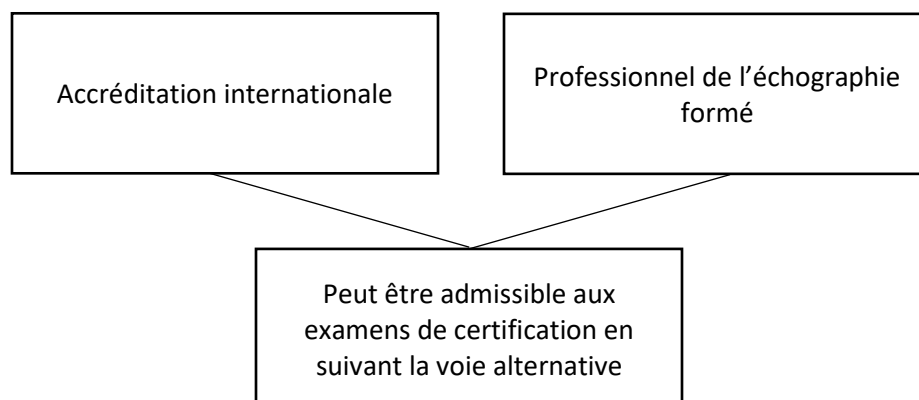 Accréditation internationale
Professionnel de l’échographie
formé
Peut être admissible aux
examens de certification en
suivant la voie alternative